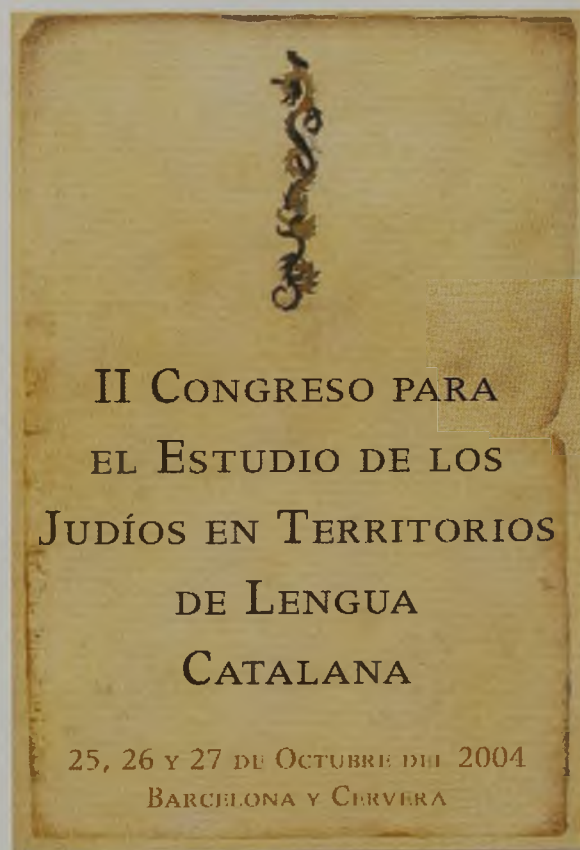 II Congreso para
el Estudio de los
Judíos en Territorios
de Lengua
Catalana
25, 26 y 27 de Octubre del 2004
Barcelona y Cervera